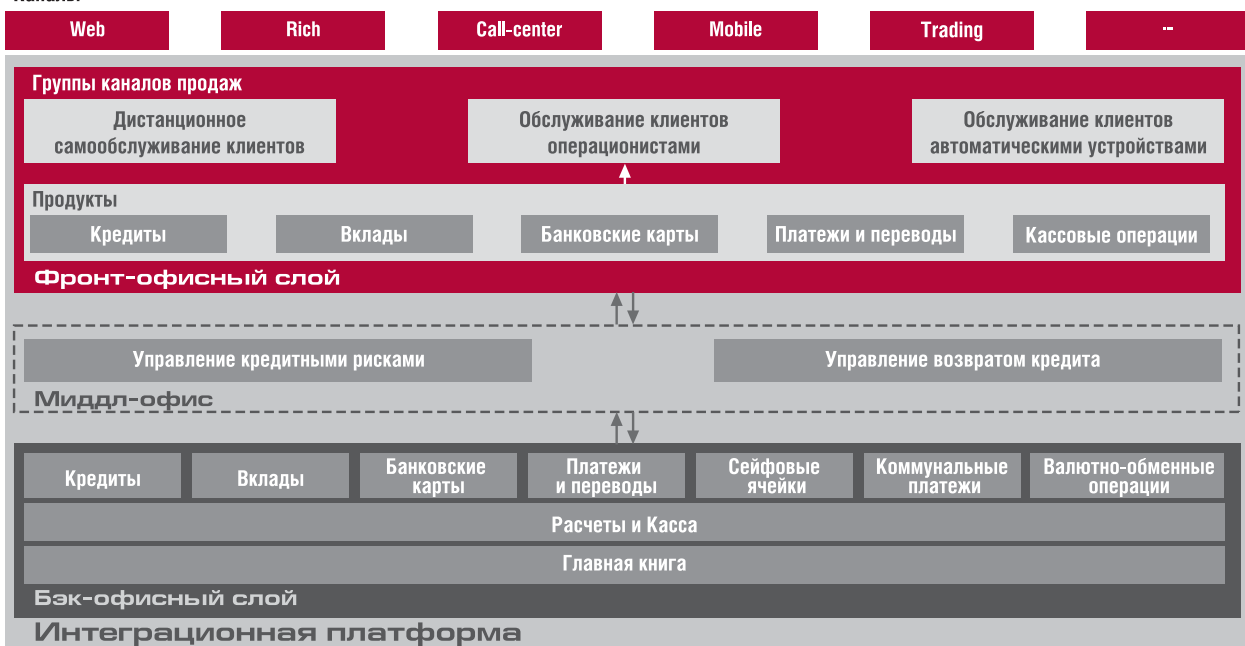 Каналы
Web
Rich
Call-center
Mobile
Trading
...
Группы каналов продаж
Дистанционное
самообслуживание клиентов
Обслуживание клиентов
операционистами
Обслуживание клиентов
автоматическими устройствами
Продукты
Кредиты
Вклады
Банковские карты
Платежи и переводы
Кассовые операции
Фронт-офисный слой
Управление кредитными рисками
Управление возвратом кредита
Миддл-офис
Кредиты
Вклады
Банковские
карты
Платежи
и переводы
Сейфовые
ячейки
Коммунальные
платежи
Валютно-обменные
операции
Расчеты и Касса
Главная книга
Бэк-офисный слой
Интеграционная платформа